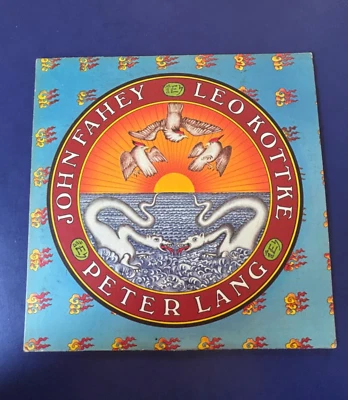 JOHN FAHEY
LEO KOTTKE
PETER LANG